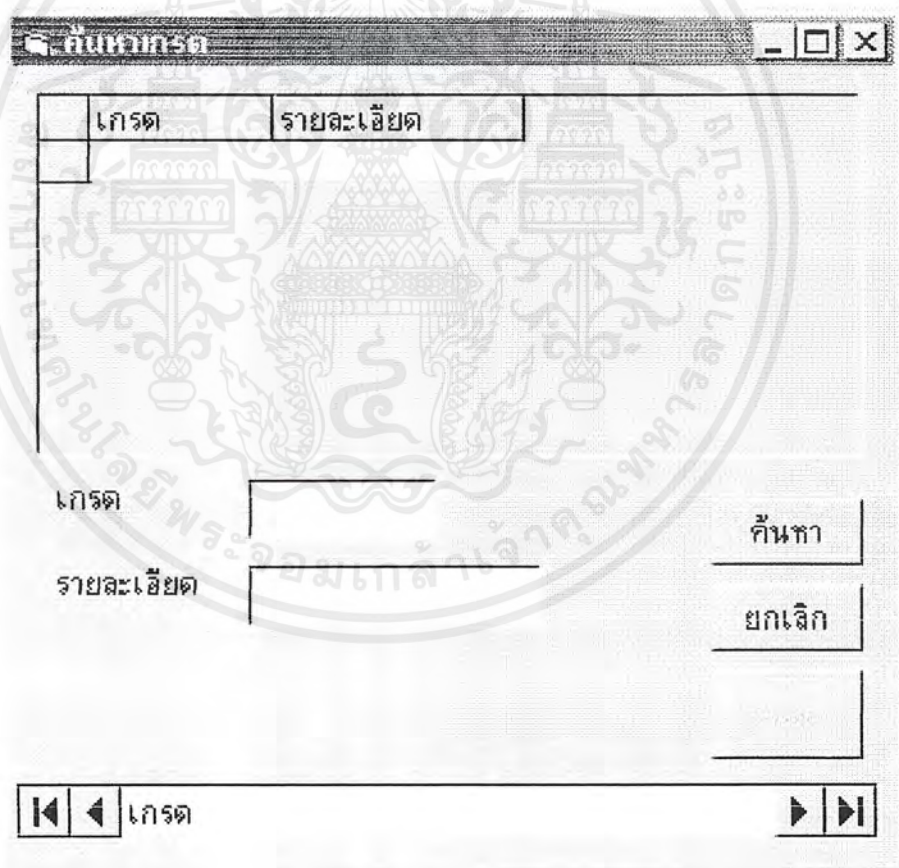 ค้นหาเกรด
เกรด รายละเอียด
เกรด
ค้นหา
รายละเอียด
ยกเลิก
เกรด